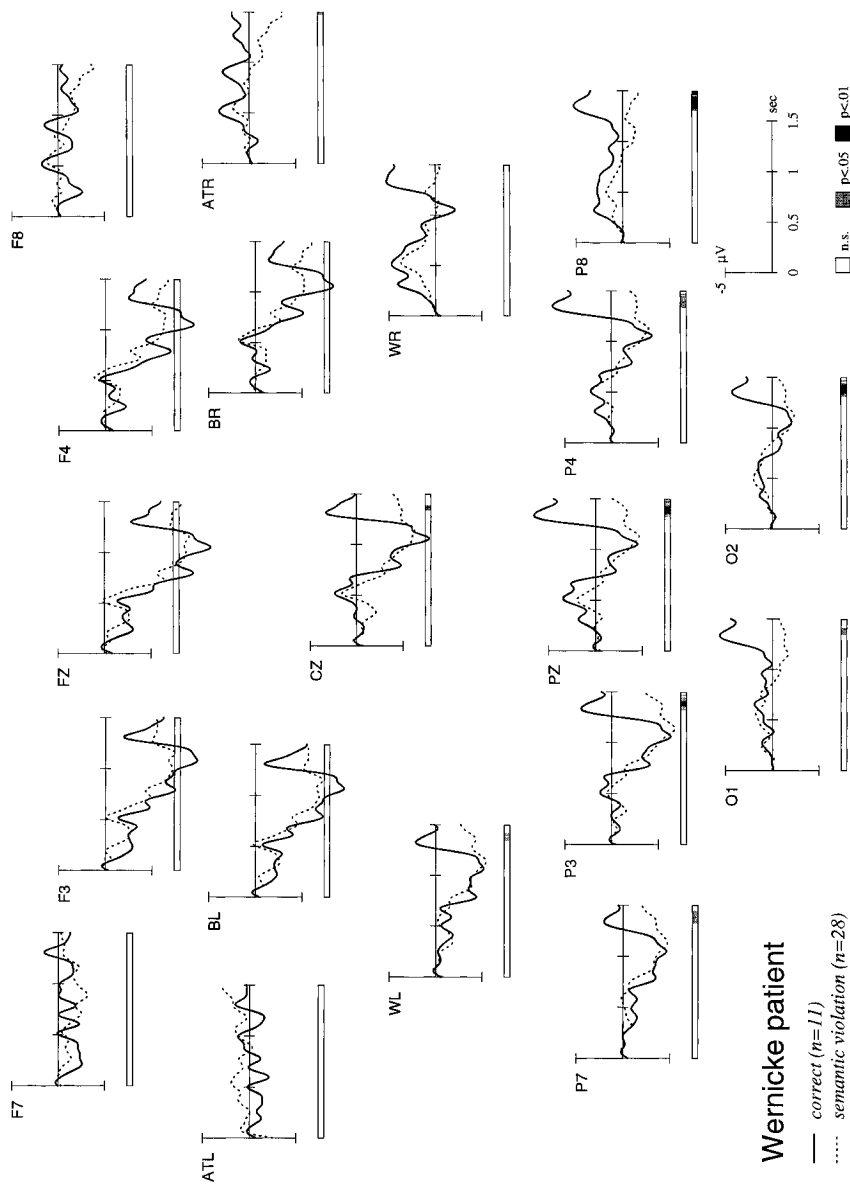 F7
F3
FZ
F4
F8
ATL
BL
CZ
BR
ATR
WL
WR
P7
P3
PZ
P4
P8
O1
O2
Wernicke patient
correct (n=11)
semantic violation (n=28)
-5 µV
sec
0 0.5 1 1.5
n.s. p<.05 p<.01